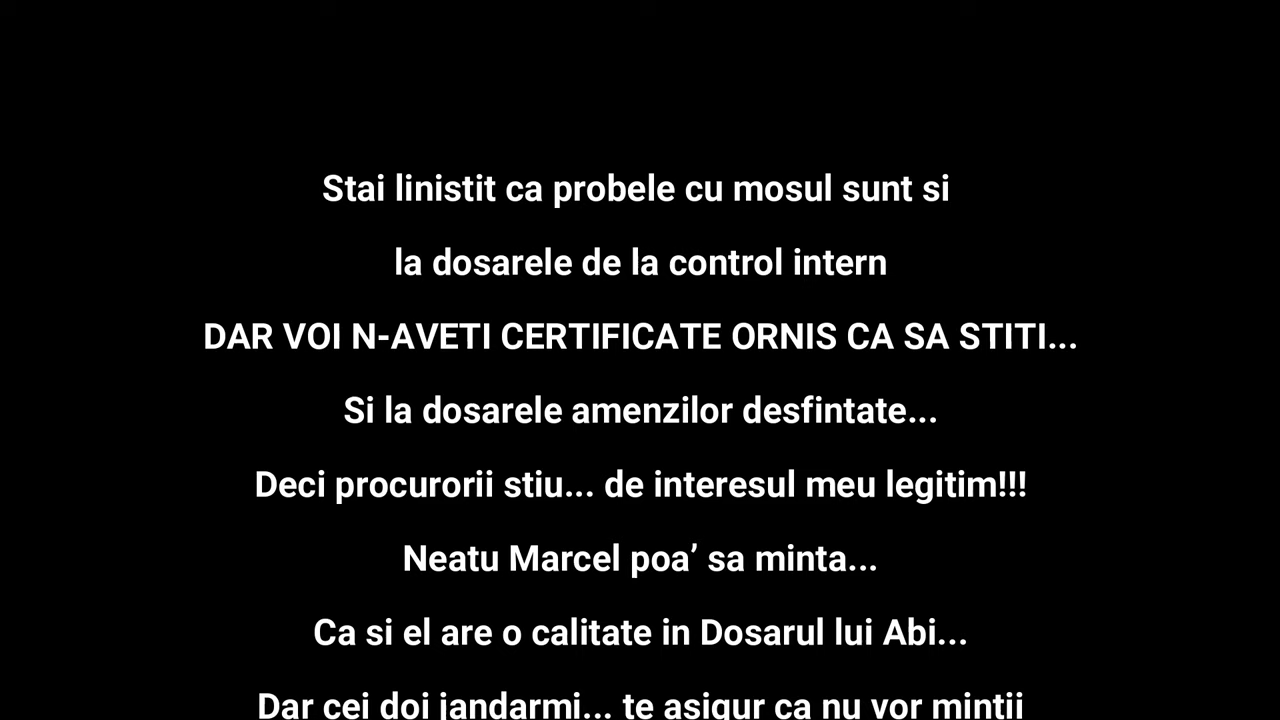 Stai linistit ca probele cu mosul sunt si
la dosarele de la control intern
DAR VOI N-AVETI CERTIFICATE ORNIS CA SA STITI...
Si la dosarele amenzilor desfintate...
Deci procurorii stiu... de interesul meu legitim!!!
Neatu Marcel poa’ sa minta...
Ca si el are o calitate in Dosarul lui Abi...
Dar cei doi jandarmi... te asigur ca nu vor mintii